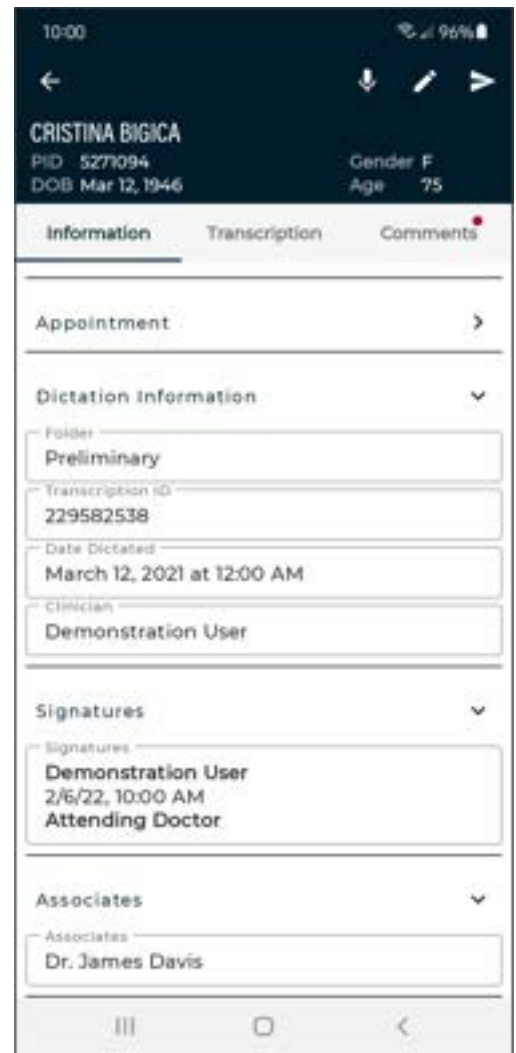 10:00 96%
CRISTINA BIGICA
PID 5271094 Gender F
DOB Mar 12, 1946 Age 75
Information Transcription Comments
Appointment
Dictation Information
Folder
Preliminary
Transcription ID
229582538
Date Dictated
March 12, 2021 at 12:00 AM
Clinician
Demonstration User
Signatures
Signatures
Demonstration User
2/6/22, 10:00 AM
Attending Doctor
Associates
Associates
Dr. James Davis